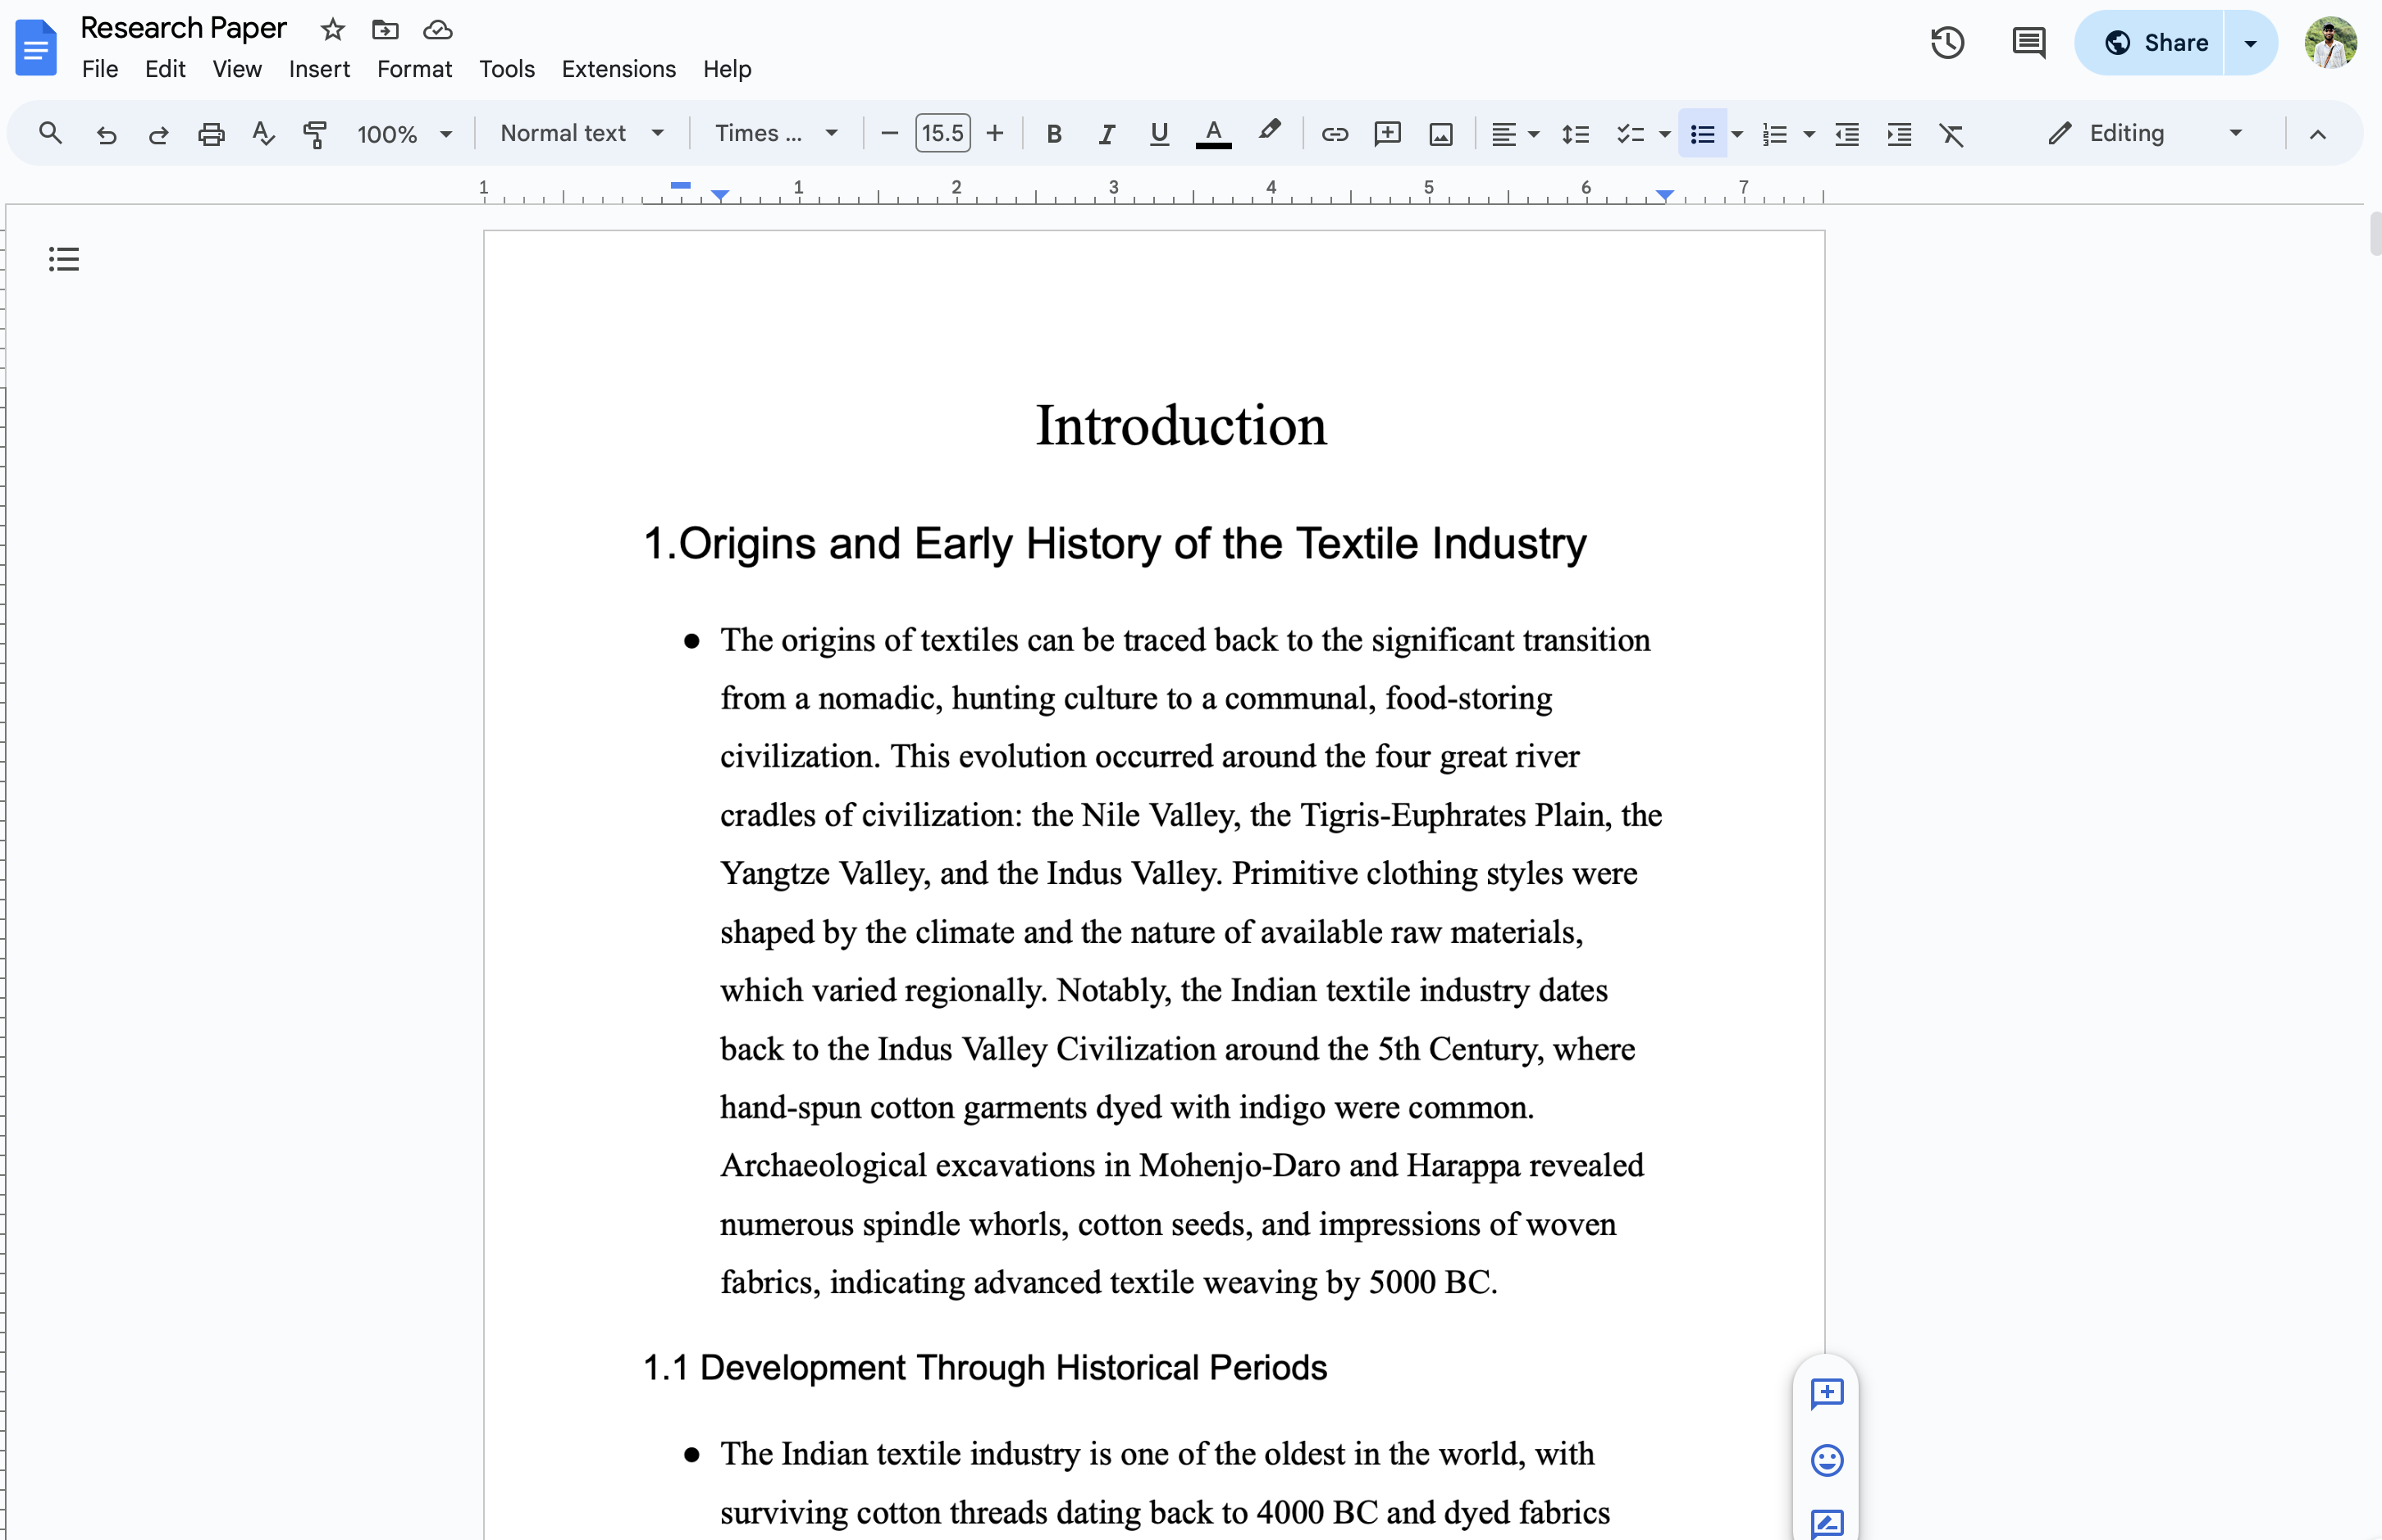 Research Paper
File Edit View Insert Format Tools Extensions Help
Share
100% Normal text Times ... 15.5 Editing
1 1 2 3 4 5 6 7
Introduction
1.Origins and Early History of the Textile Industry
● The origins of textiles can be traced back to the significant transition
from a nomadic, hunting culture to a communal, food-storing
civilization. This evolution occurred around the four great river
cradles of civilization: the Nile Valley, the Tigris-Euphrates Plain, the
Yangtze Valley, and the Indus Valley. Primitive clothing styles were
shaped by the climate and the nature of available raw materials,
which varied regionally. Notably, the Indian textile industry dates
back to the Indus Valley Civilization around the 5th Century, where
hand-spun cotton garments dyed with indigo were common.
Archaeological excavations in Mohenjo-Daro and Harappa revealed
numerous spindle whorls, cotton seeds, and impressions of woven
fabrics, indicating advanced textile weaving by 5000 BC.
1.1 Development Through Historical Periods
● The Indian textile industry is one of the oldest in the world, with
surviving cotton threads dating back to 4000 BC and dyed fabrics